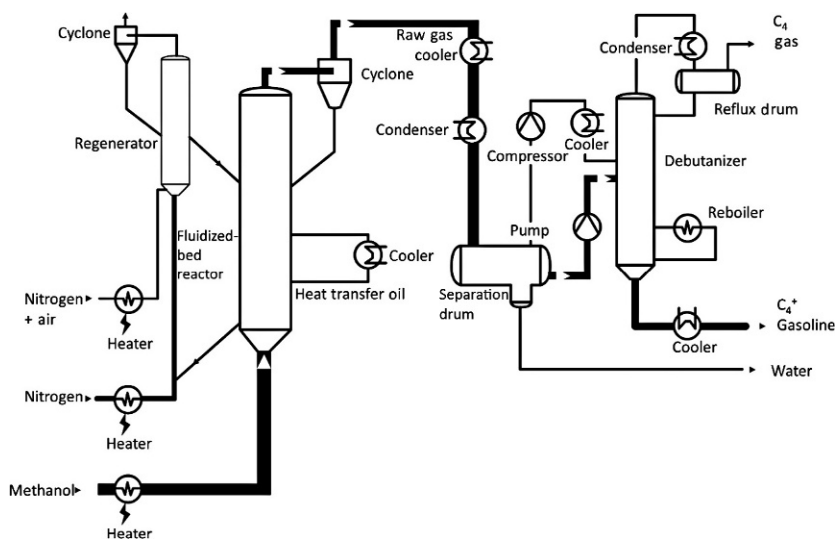 Cyclone
Regenerator
Nitrogen
+ air
Heater
Nitrogen
Heater
Methanol
Heater
Fluidized-
bed
reactor
Cooler
Heat transfer oil
Cyclone
Raw gas
cooler
Condenser
Compressor
Cooler
Pump
Separation
drum
Condenser
C₄
gas
Reflux drum
Debutanizer
Reboiler
Cooler
C₄⁺
Gasoline
Water